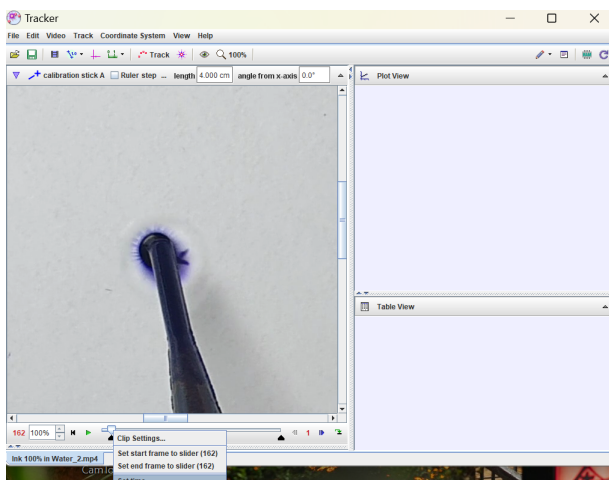 Tracker
File Edit Video Track Coordinate System View Help
Track 100%
calibration stick A Ruler step ... length 4.000 cm angle from x-axis 0.0°
Plot View
Table View
162 100% 1
Clip Settings...
Set start frame to slider (162)
Set end frame to slider (162)
Ink 100% in Water_2.mp4